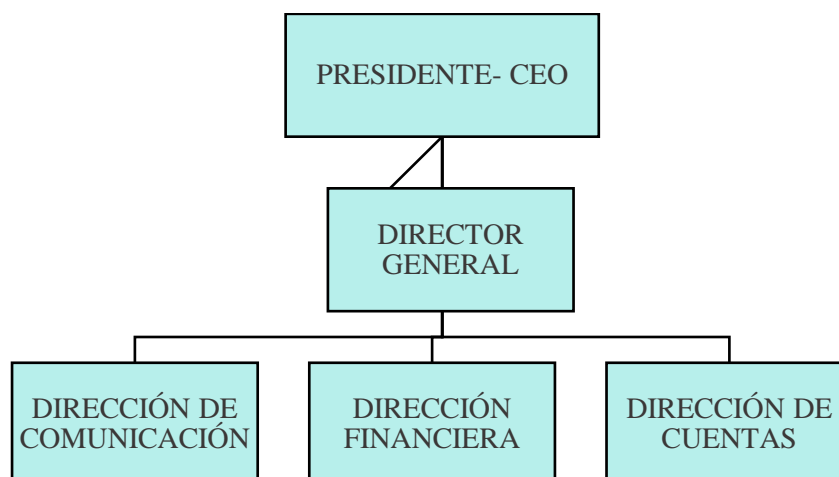 PRESIDENTE- CEO
DIRECTOR
GENERAL
DIRECCIÓN DE
COMUNICACIÓN
DIRECCIÓN
FINANCIERA
DIRECCIÓN DE
CUENTAS